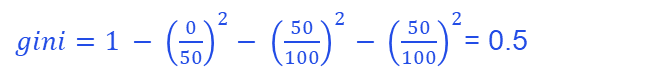 gini = 1 − (0/50)² − (50/100)² − (50/100)² = 0.5